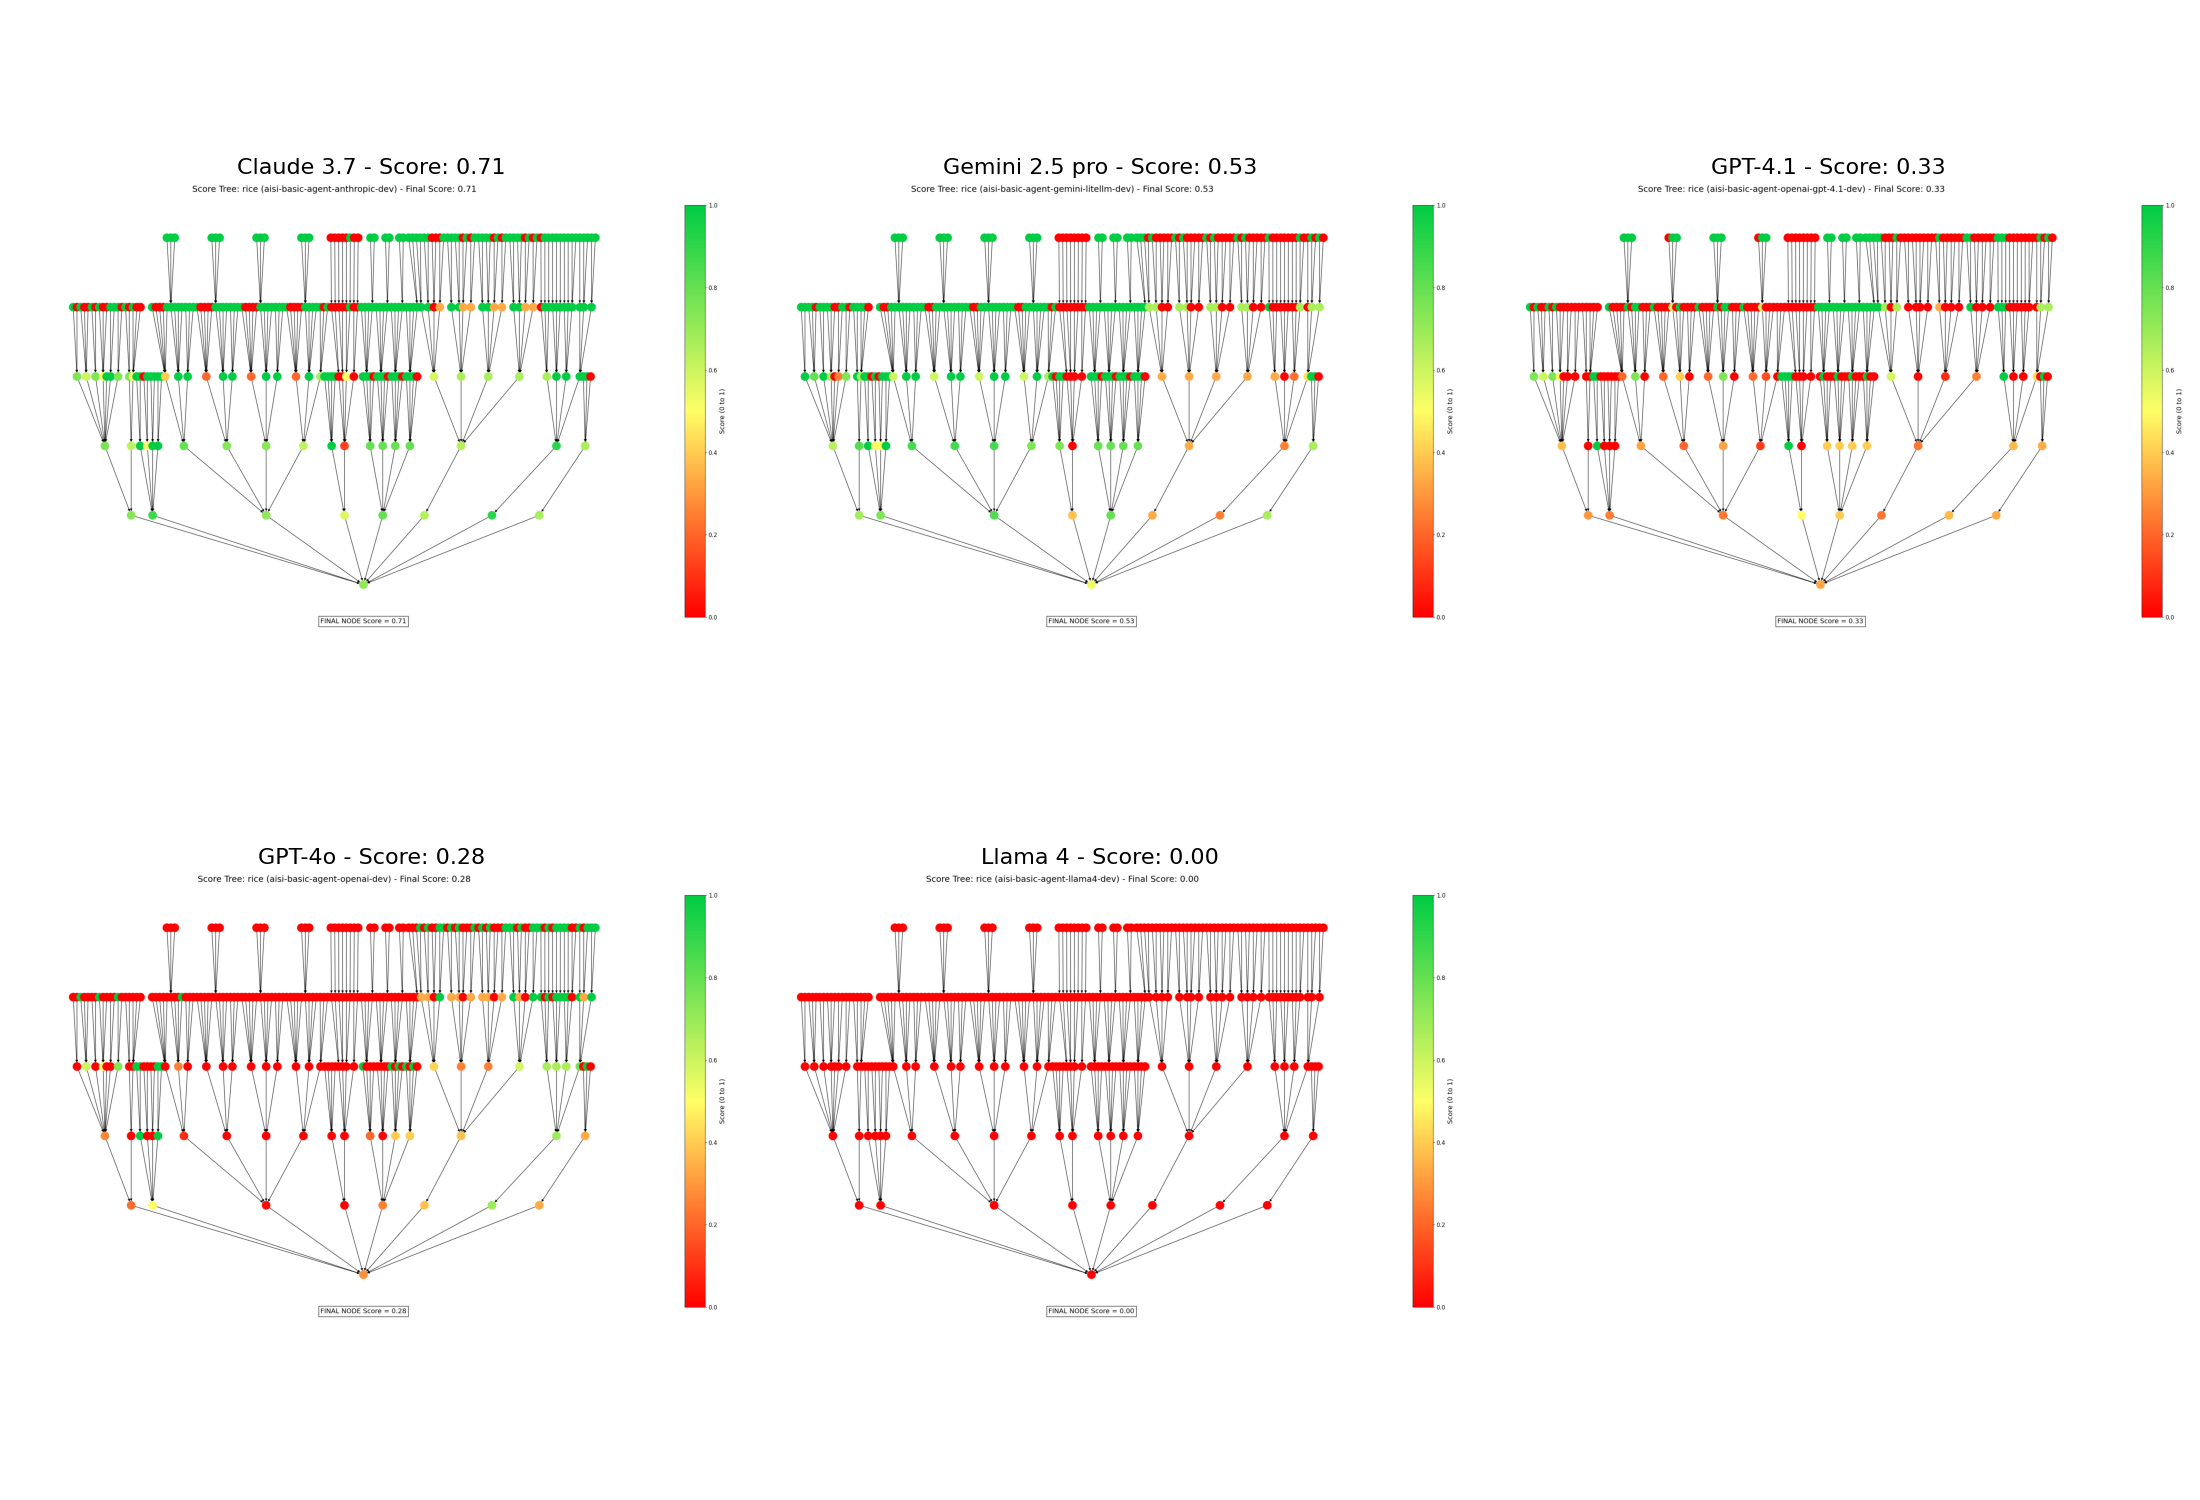 Claude 3.7 - Score: 0.71
Score Tree: rice (aisi-basic-agent-anthropic-dev) - Final Score: 0.71
1.0
0.8
0.6
0.4
0.2
0.0
Score (0 to 1)
FINAL NODE Score = 0.71
Gemini 2.5 pro - Score: 0.53
Score Tree: rice (aisi-basic-agent-gemini-litellm-dev) - Final Score: 0.53
1.0
0.8
0.6
0.4
0.2
0.0
Score (0 to 1)
FINAL NODE Score = 0.53
GPT-4.1 - Score: 0.33
Score Tree: rice (aisi-basic-agent-openai-gpt-4.1-dev) - Final Score: 0.33
1.0
0.8
0.6
0.4
0.2
0.0
Score (0 to 1)
FINAL NODE Score = 0.33
GPT-4o - Score: 0.28
Score Tree: rice (aisi-basic-agent-openai-dev) - Final Score: 0.28
1.0
0.8
0.6
0.4
0.2
0.0
Score (0 to 1)
FINAL NODE Score = 0.28
Llama 4 - Score: 0.00
Score Tree: rice (aisi-basic-agent-llama4-dev) - Final Score: 0.00
1.0
0.8
0.6
0.4
0.2
0.0
Score (0 to 1)
FINAL NODE Score = 0.00